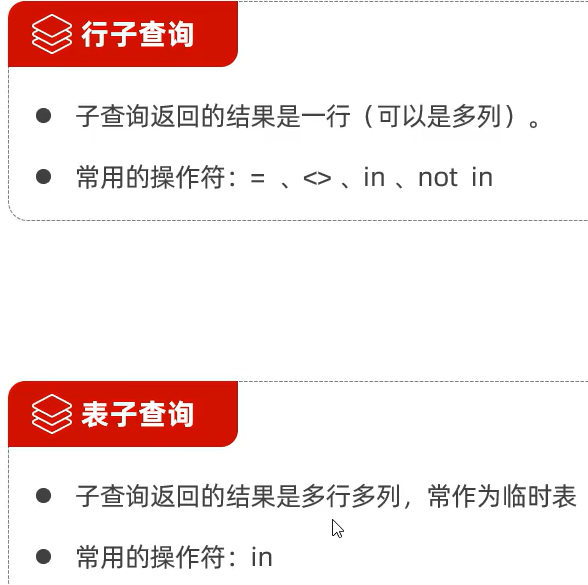 行子查询
子查询返回的结果是一行（可以是多列）。
常用的操作符：= 、<> 、in 、not in
表子查询
子查询返回的结果是多行多列，常作为临时表
常用的操作符：in